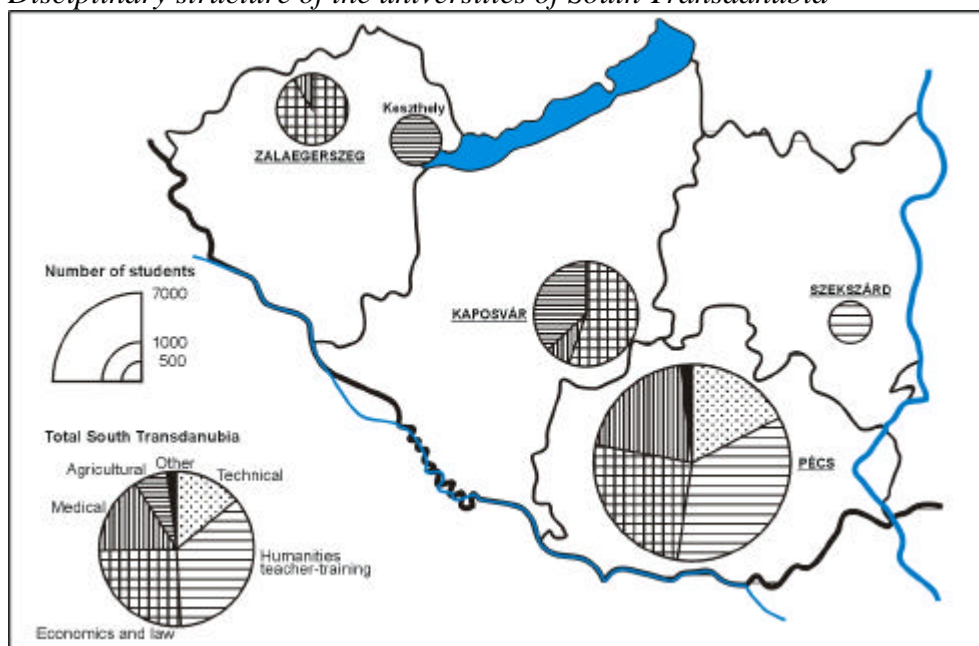 Disciplinary structure of the universities of South Transdanubia
Keszthely
ZALAEGERSZEG
Number of students
7000
1000
500
KAPOSVÁR
SZEKSZÁRD
PÉCS
Total South Transdanubia
Other
Agricultural
Technical
Medical
Humanities
teacher-training
Economics and law